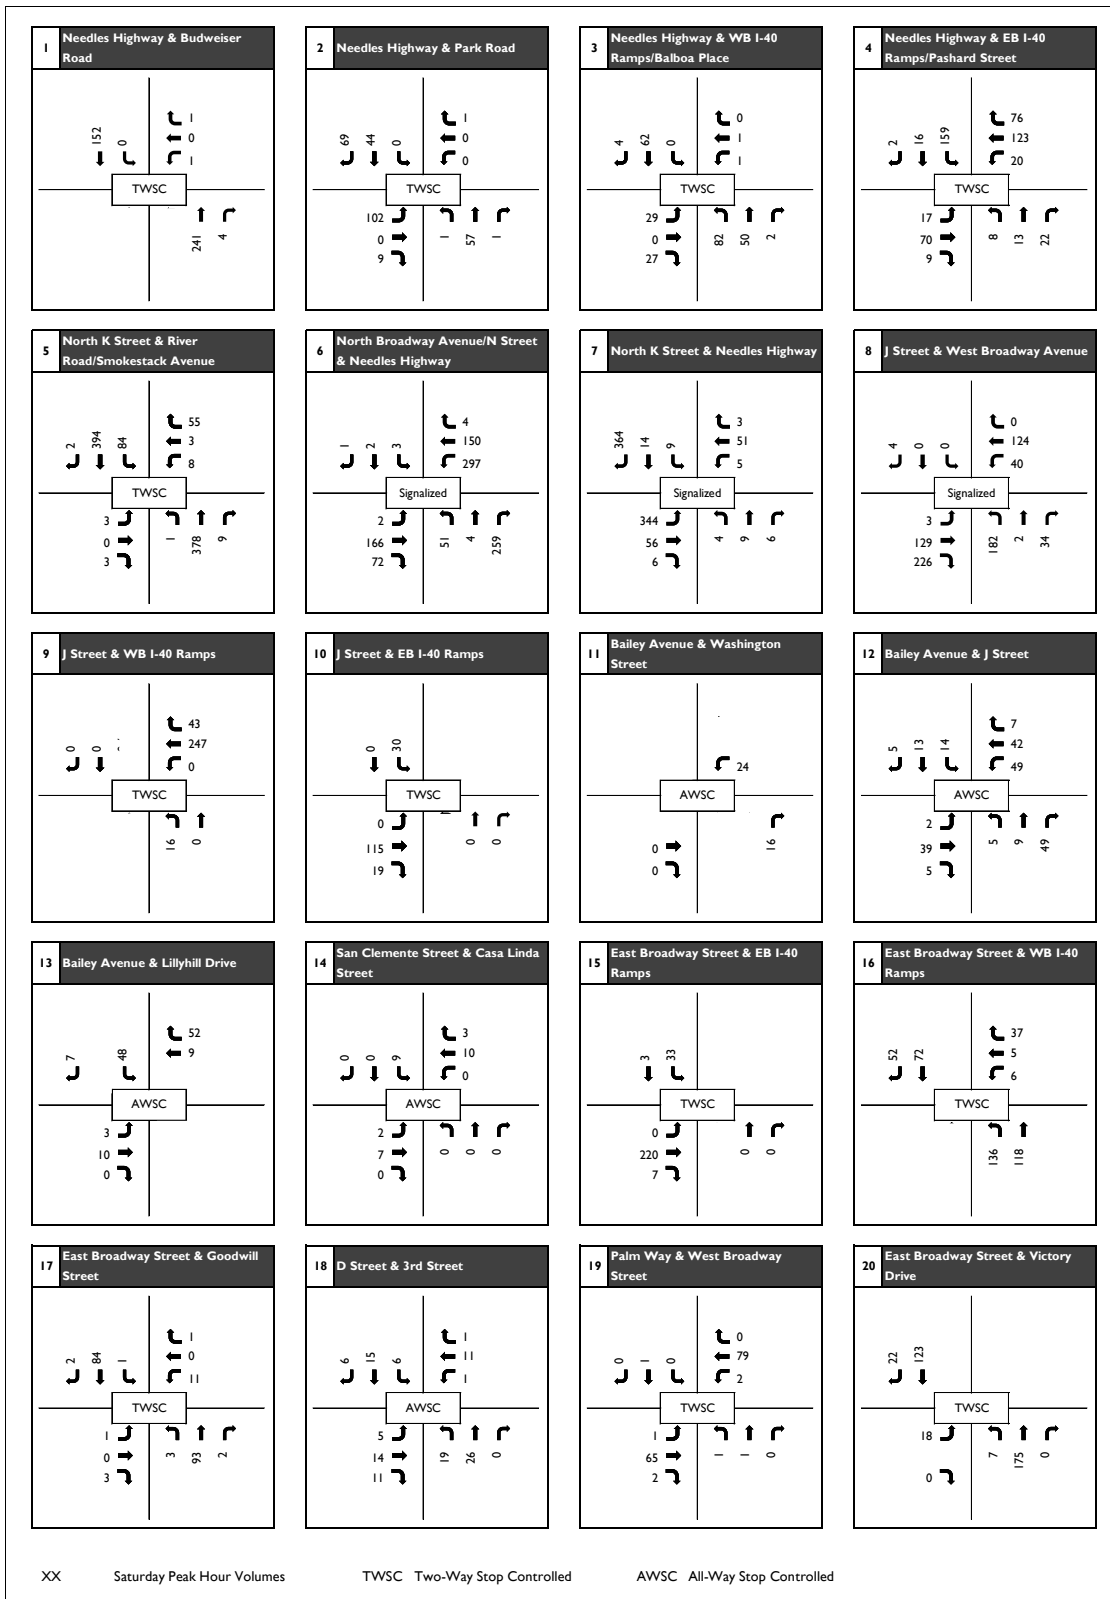 1 Needles Highway & Budweiser Road
152 0
1
0
1
TWSC
241 4
2 Needles Highway & Park Road
69 44 0
1
0
0
TWSC
102
0
9
1 57 1
3 Needles Highway & WB I-40 Ramps/Balboa Place
4 62 0
0
1
1
TWSC
29
0
27
82 50 2
4 Needles Highway & EB I-40 Ramps/Pashard Street
2 16 159
76
123
20
TWSC
17
70
9
8 13 22
5 North K Street & River Road/Smokestack Avenue
2 394 84
55
3
8
TWSC
3
0
3
1 378 9
6 North Broadway Avenue/N Street & Needles Highway
1 2 3
4
150
297
Signalized
2
166
72
51 4 259
7 North K Street & Needles Highway
364 14 9
3
51
5
Signalized
344
56
6
4 9 6
8 J Street & West Broadway Avenue
4 0 0
0
124
40
Signalized
3
129
226
182 2 34
9 J Street & WB I-40 Ramps
0 0
43
247
0
TWSC
16 0
10 J Street & EB I-40 Ramps
0 30
TWSC
0
115
19
0 0
11 Bailey Avenue & Washington Street
24
AWSC
0
0
16
12 Bailey Avenue & J Street
5 13 14
7
42
49
AWSC
2
39
5
5 9 49
13 Bailey Avenue & Lillyhill Drive
7 48
52
9
AWSC
3
10
0
14 San Clemente Street & Casa Linda Street
0 0 9
3
10
0
AWSC
2
7
0
0 0 0
15 East Broadway Street & EB I-40 Ramps
3 33
TWSC
0
220
7
0 0
16 East Broadway Street & WB I-40 Ramps
52 72
37
5
6
TWSC
136 118
17 East Broadway Street & Goodwill Street
2 84 1
1
0
11
TWSC
1
0
3
3 93 2
18 D Street & 3rd Street
6 15 6
1
11
1
AWSC
5
14
11
19 26 0
19 Palm Way & West Broadway Street
0 1 0
0
79
2
TWSC
1
65
2
1 1 0
20 East Broadway Street & Victory Drive
22 123
TWSC
18
0
7 175 0
XX Saturday Peak Hour Volumes TWSC Two-Way Stop Controlled AWSC All-Way Stop Controlled